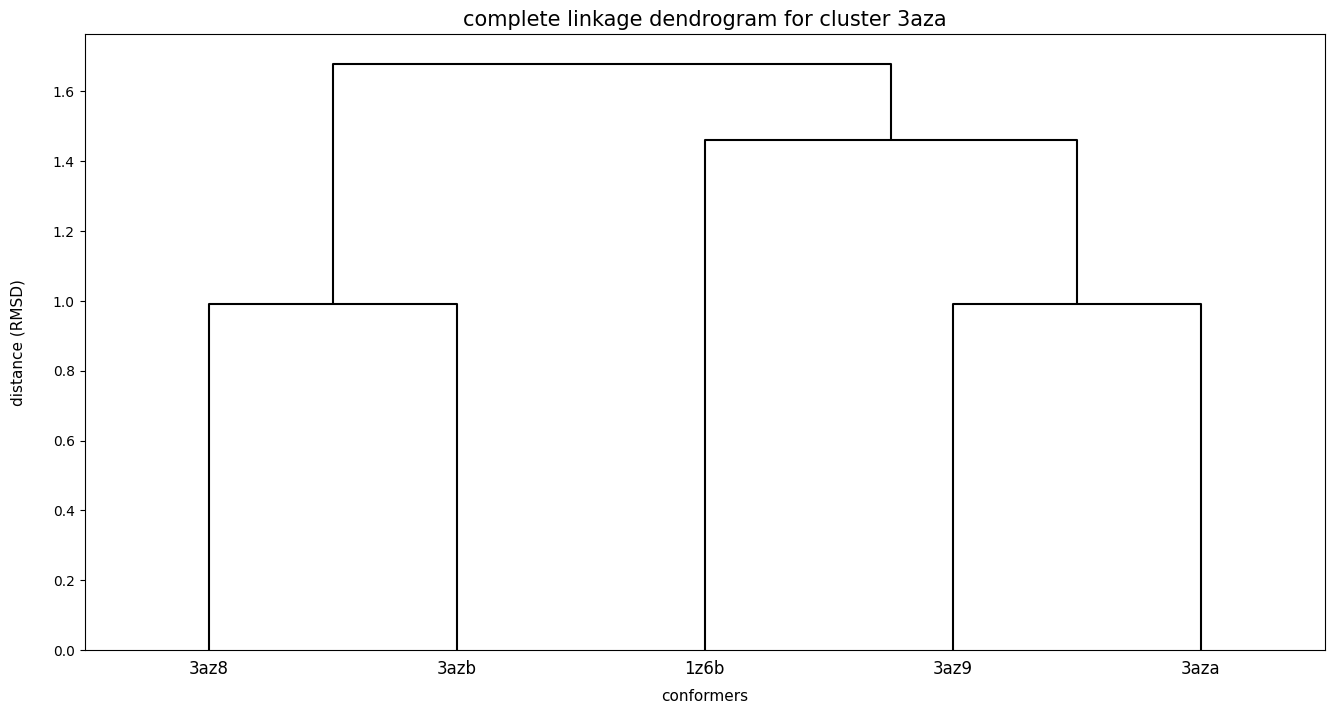 complete linkage dendrogram for cluster 3aza
1.6
1.4
1.2
1.0
0.8
0.6
0.4
0.2
0.0
distance (RMSD)
3az8 3azb 1z6b 3az9 3aza
conformers